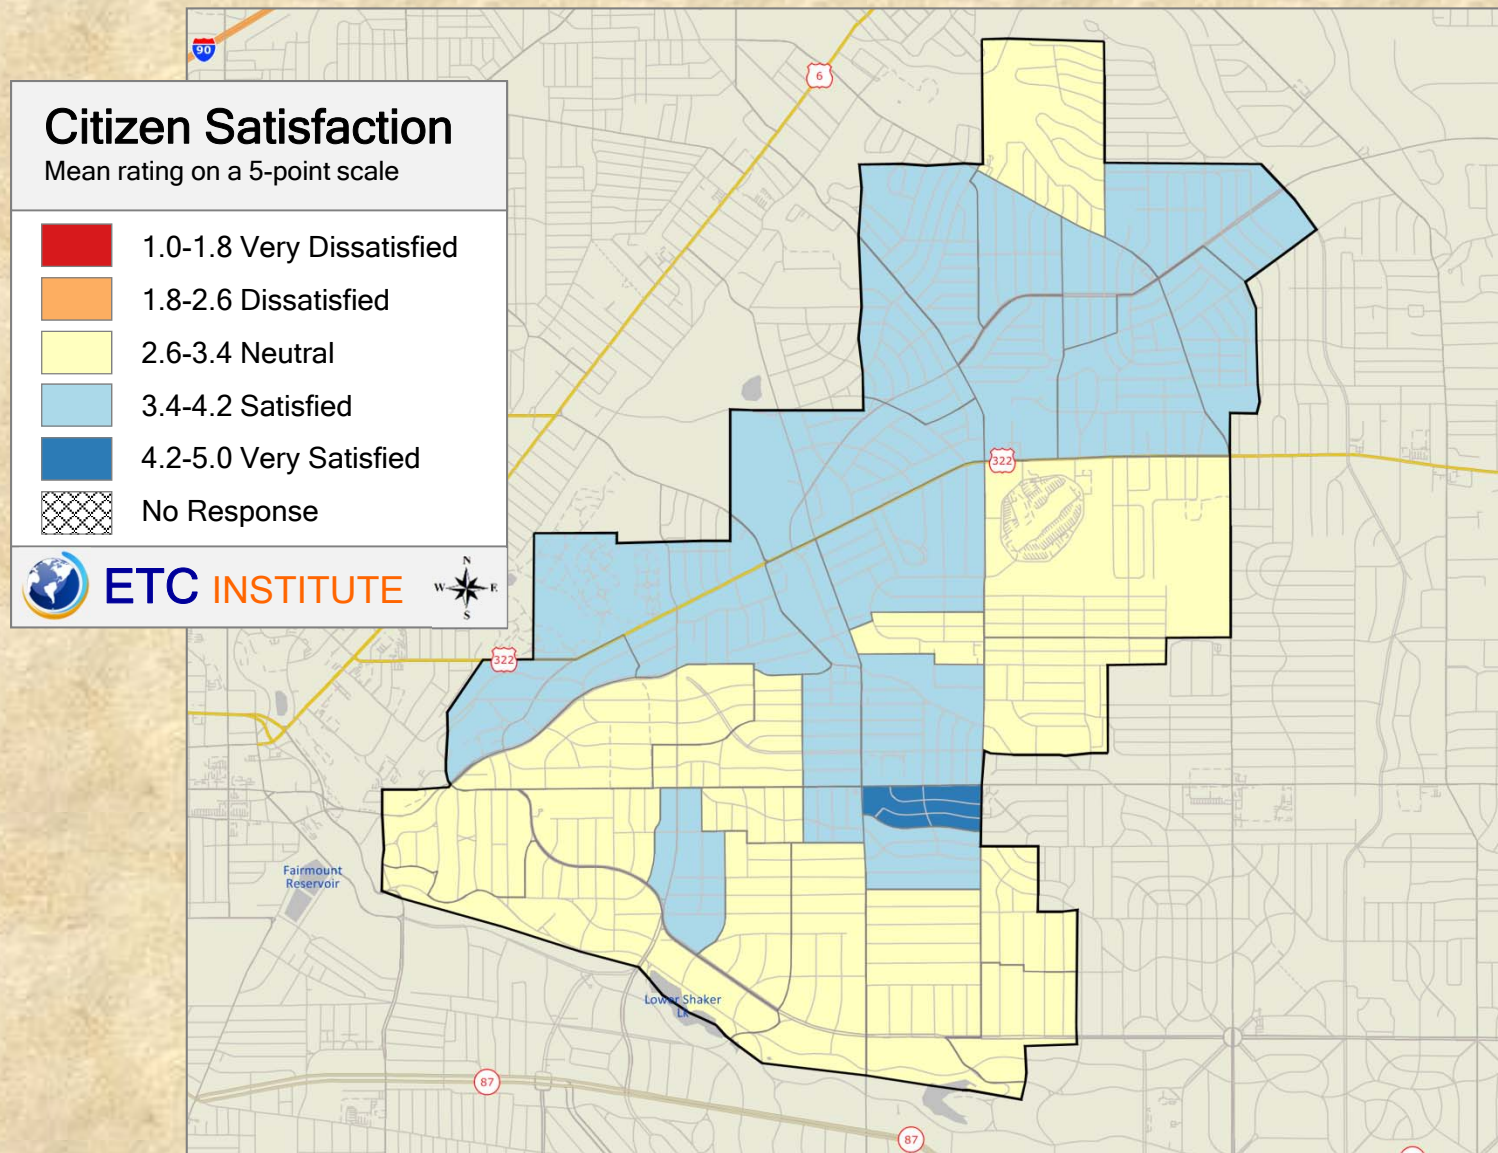 90
6
Citizen Satisfaction
Mean rating on a 5-point scale
1.0-1.8 Very Dissatisfied
1.8-2.6 Dissatisfied
2.6-3.4 Neutral
3.4-4.2 Satisfied
4.2-5.0 Very Satisfied
No Response
ETC INSTITUTE
N
W
E
S
322
322
Fairmount
Reservoir
Lower Shaker
Lk
87
87